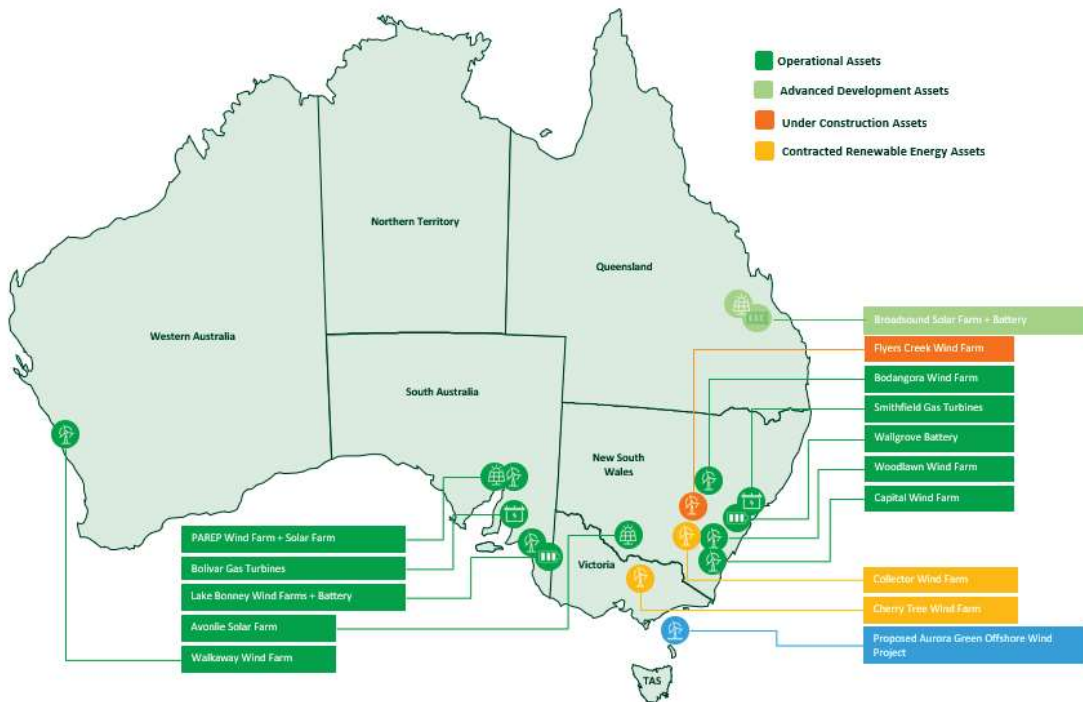 Operational Assets
Advanced Development Assets
Under Construction Assets
Contracted Renewable Energy Assets
Northern Territory
Queensland
Western Australia
South Australia
New South
Wales
Victoria
TAS
Broadsound Solar Farm + Battery
Flyers Creek Wind Farm
Bodangora Wind Farm
Smithfield Gas Turbines
Wallgrove Battery
Woodlawn Wind Farm
Capital Wind Farm
PAREP Wind Farm + Solar Farm
Bolivar Gas Turbines
Lake Bonney Wind Farms + Battery
Avonlie Solar Farm
Walkaway Wind Farm
Collector Wind Farm
Cherry Tree Wind Farm
Proposed Aurora Green Offshore Wind
Project